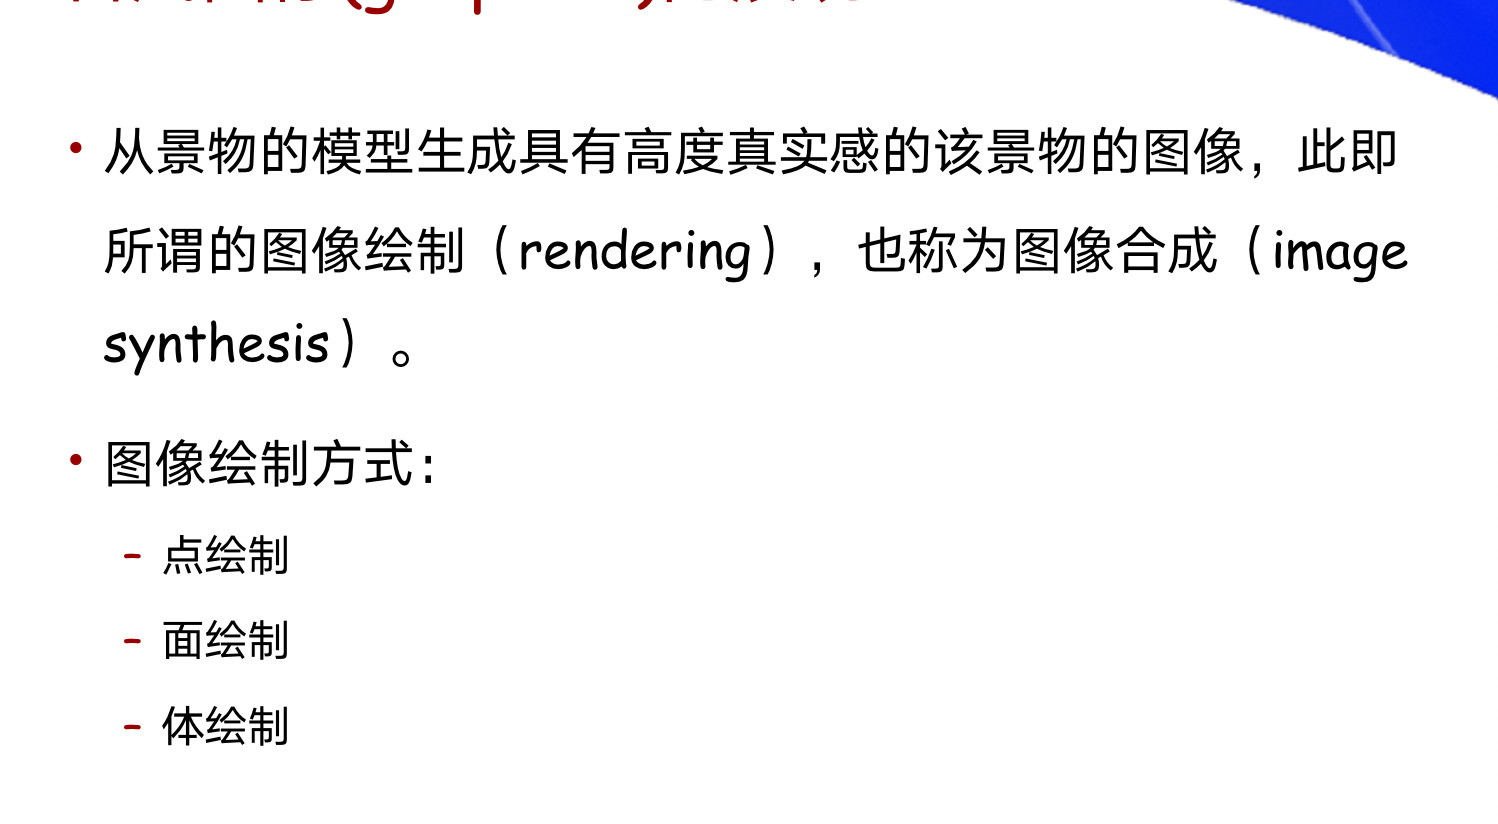 • 从景物的模型生成具有高度真实感的该景物的图像，此即
所谓的图像绘制（rendering），也称为图像合成（image
synthesis）。
• 图像绘制方式：
– 点绘制
– 面绘制
– 体绘制